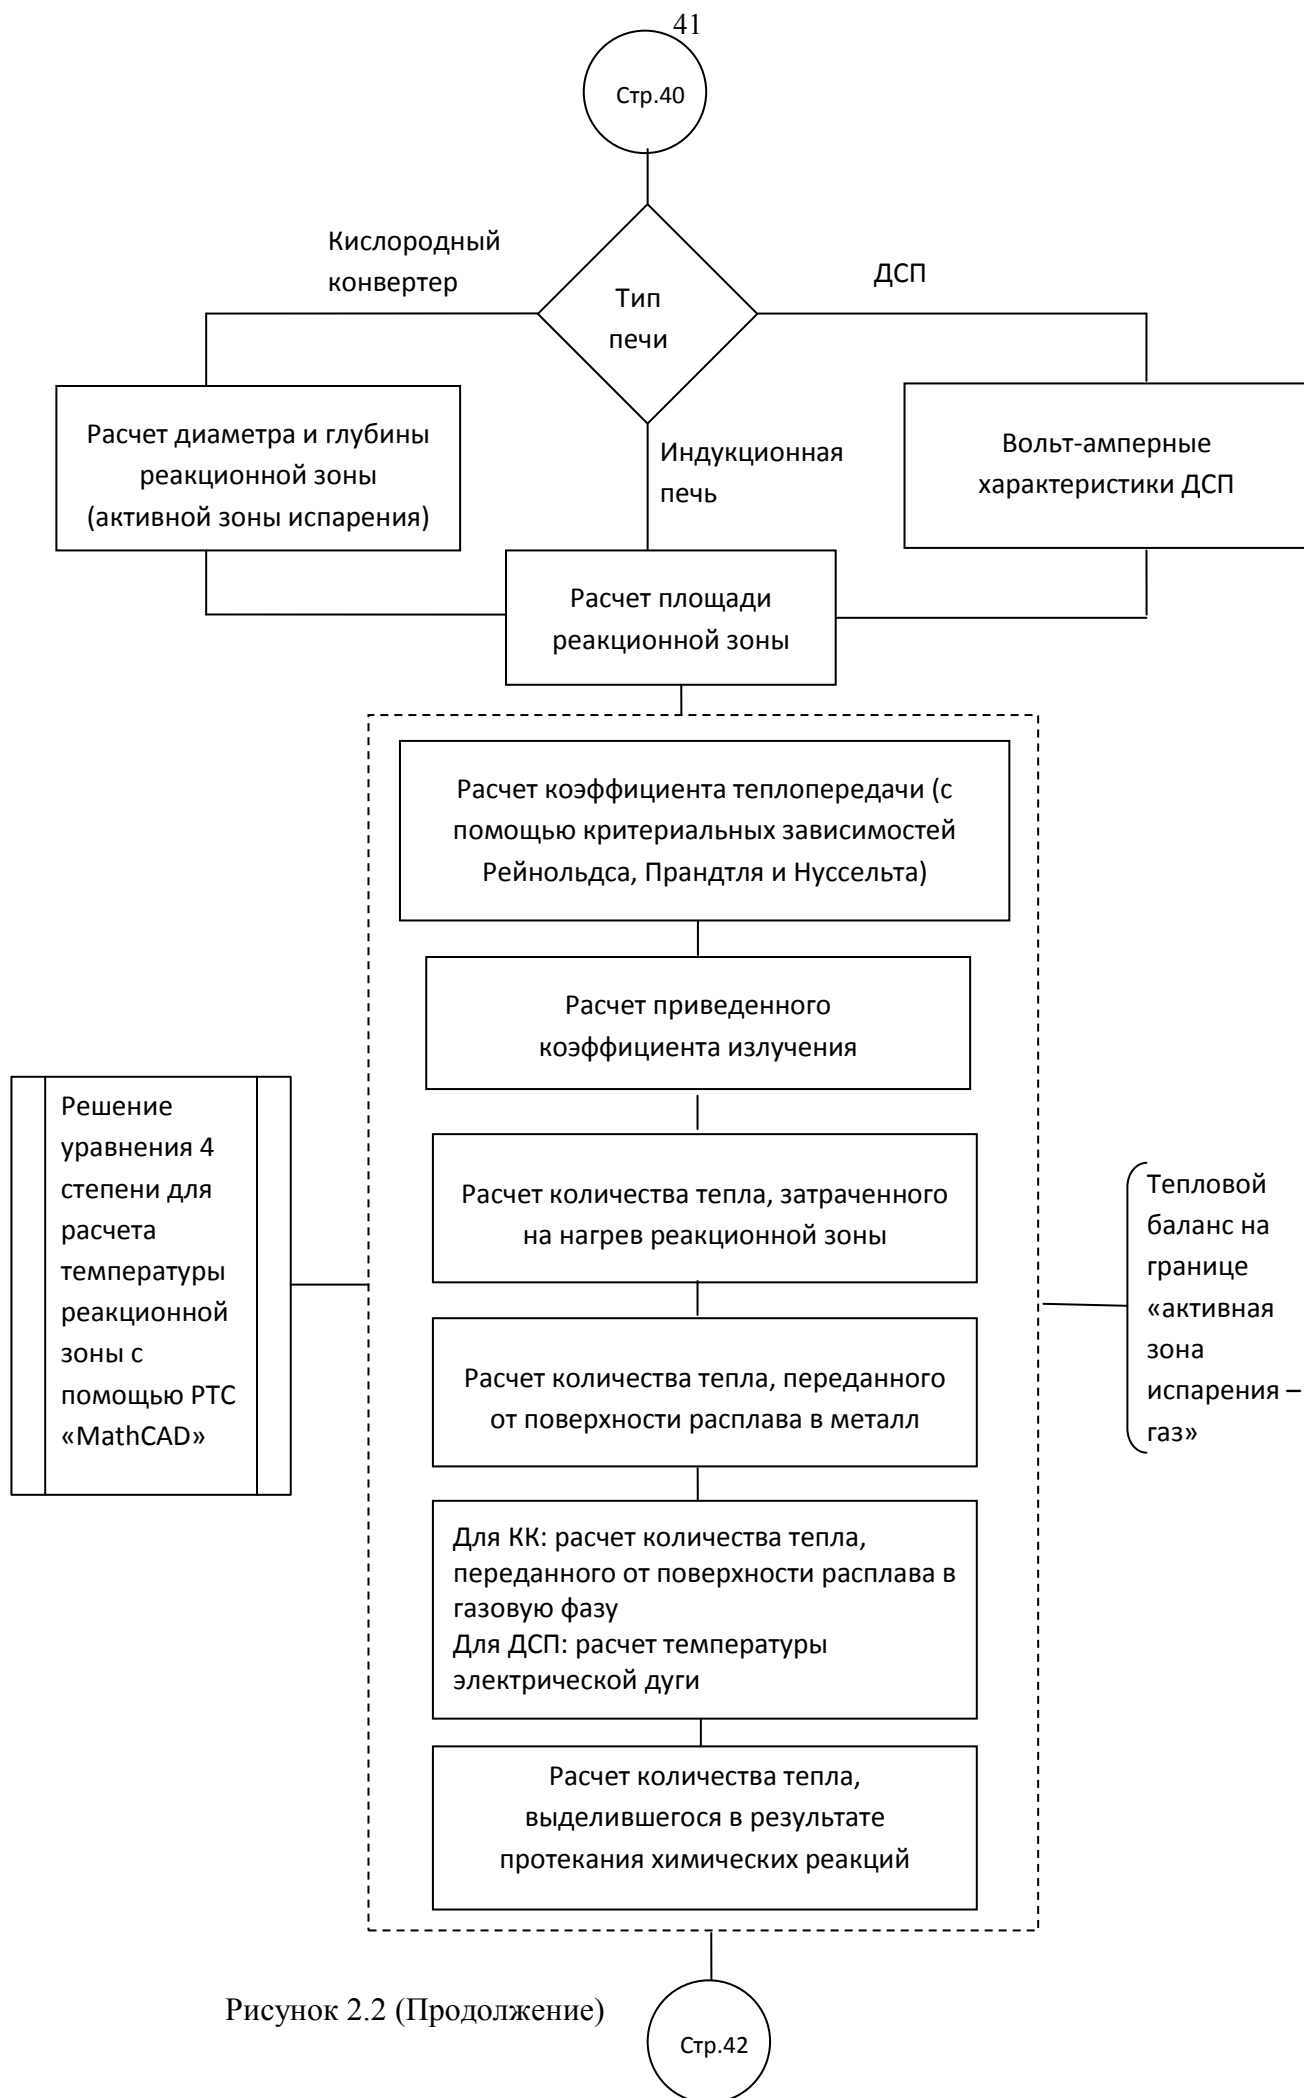 41
Стр.40
Кислородный
конвертер
ДСП
Тип
печи
Расчет диаметра и глубины
реакционной зоны
(активной зоны испарения)
Индукционная
печь
Вольт-амперные
характеристики ДСП
Расчет площади
реакционной зоны
Расчет коэффициента теплопередачи (с
помощью критериальных зависимостей
Рейнольдса, Прандтля и Нуссельта)
Расчет приведенного
коэффициента излучения
Решение
уравнения 4
степени для
расчета
температуры
реакционной
зоны с
помощью PTC
«MathCAD»
Расчет количества тепла, затраченного
на нагрев реакционной зоны
Тепловой
баланс на
границе
«активная
зона
испарения –
газ»
Расчет количества тепла, переданного
от поверхности расплава в металл
Для КК: расчет количества тепла,
переданного от поверхности расплава в
газовую фазу
Для ДСП: расчет температуры
электрической дуги
Расчет количества тепла,
выделившегося в результате
протекания химических реакций
Рисунок 2.2 (Продолжение)
Стр.42